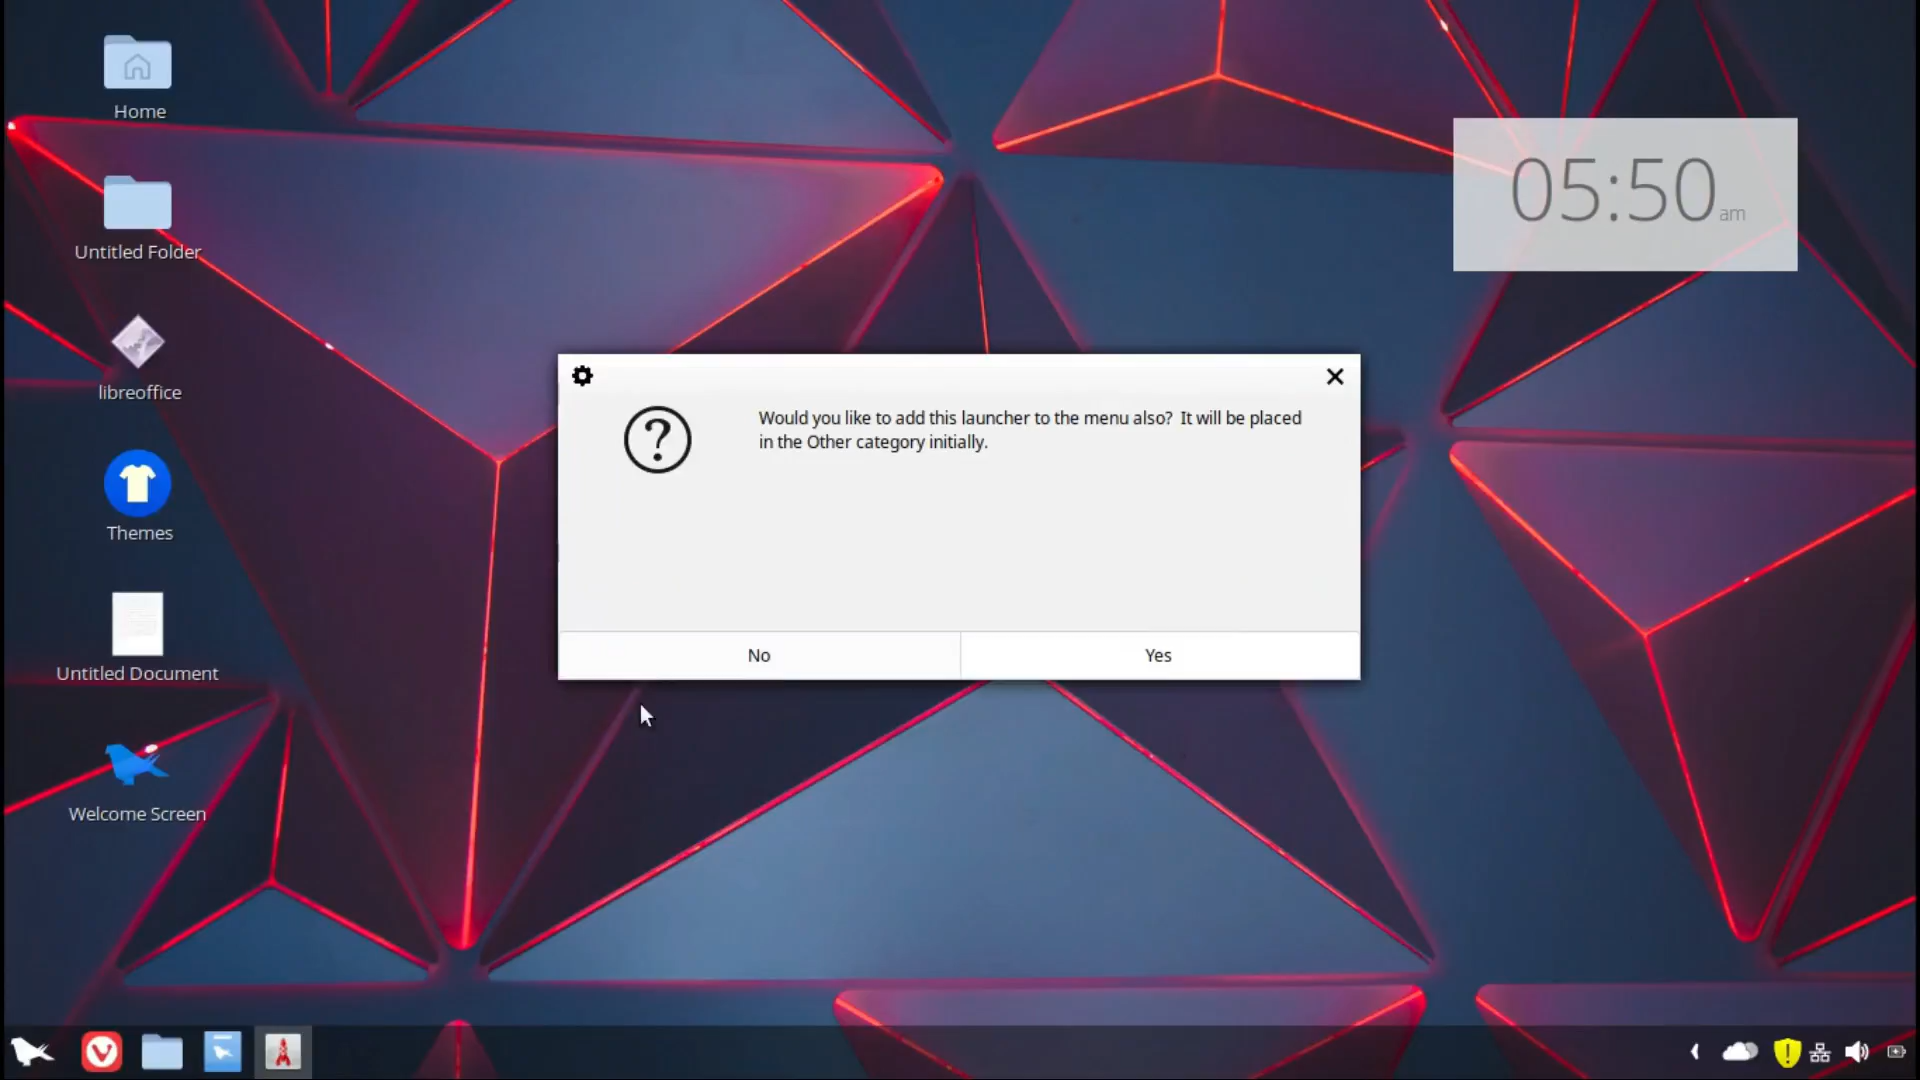 Home
Untitled Folder
libreoffice
Themes
Untitled Document
Welcome Screen
05:50 am
Would you like to add this launcher to the menu also?  It will be placed
in the Other category initially.
No
Yes